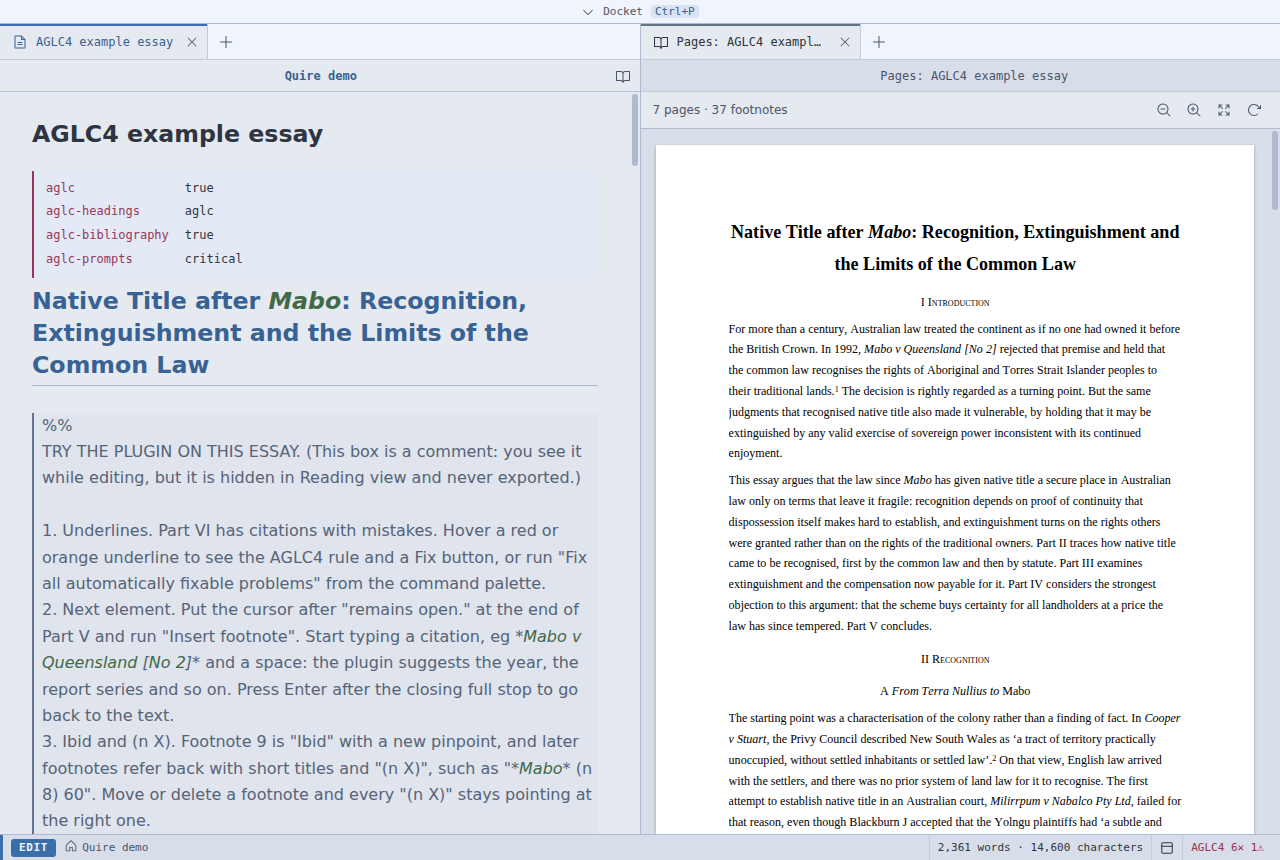 Docket Ctrl+P
AGLC4 example essay
Pages: AGLC4 exampl…
Quire demo
Pages: AGLC4 example essay
7 pages · 37 footnotes
AGLC4 example essay
aglc true
aglc-headings aglc
aglc-bibliography true
aglc-prompts critical
Native Title after Mabo: Recognition,
Extinguishment and the Limits of the
Common Law
%%
TRY THE PLUGIN ON THIS ESSAY. (This box is a comment: you see it
while editing, but it is hidden in Reading view and never exported.)
1. Underlines. Part VI has citations with mistakes. Hover a red or
orange underline to see the AGLC4 rule and a Fix button, or run "Fix
all automatically fixable problems" from the command palette.
2. Next element. Put the cursor after "remains open." at the end of
Part V and run "Insert footnote". Start typing a citation, eg *Mabo v
Queensland [No 2]* and a space: the plugin suggests the year, the
report series and so on. Press Enter after the closing full stop to go
back to the text.
3. Ibid and (n X). Footnote 9 is "Ibid" with a new pinpoint, and later
footnotes refer back with short titles and "(n X)", such as "*Mabo* (n
8) 60". Move or delete a footnote and every "(n X)" stays pointing at
the right one.
Native Title after Mabo: Recognition, Extinguishment and
the Limits of the Common Law
I Introduction
For more than a century, Australian law treated the continent as if no one had owned it before
the British Crown. In 1992, Mabo v Queensland [No 2] rejected that premise and held that
the common law recognises the rights of Aboriginal and Torres Strait Islander peoples to
their traditional lands.1 The decision is rightly regarded as a turning point. But the same
judgments that recognised native title also made it vulnerable, by holding that it may be
extinguished by any valid exercise of sovereign power inconsistent with its continued
enjoyment.
This essay argues that the law since Mabo has given native title a secure place in Australian
law only on terms that leave it fragile: recognition depends on proof of continuity that
dispossession itself makes hard to establish, and extinguishment turns on the rights others
were granted rather than on the rights of the traditional owners. Part II traces how native title
came to be recognised, first by the common law and then by statute. Part III examines
extinguishment and the compensation now payable for it. Part IV considers the strongest
objection to this argument: that the scheme buys certainty for all landholders at a price the
law has since tempered. Part V concludes.
II Recognition
A From Terra Nullius to Mabo
The starting point was a characterisation of the colony rather than a finding of fact. In Cooper
v Stuart, the Privy Council described New South Wales as ‘a tract of territory practically
unoccupied, without settled inhabitants or settled law’.2 On that view, English law arrived
with the settlers, and there was no prior system of land law for it to recognise. The first
attempt to establish native title in an Australian court, Milirrpum v Nabalco Pty Ltd, failed for
that reason, even though Blackburn J accepted that the Yolngu plaintiffs had ‘a subtle and
EDIT Quire demo
2,361 words · 14,600 characters
AGLC4 6× 1⚠